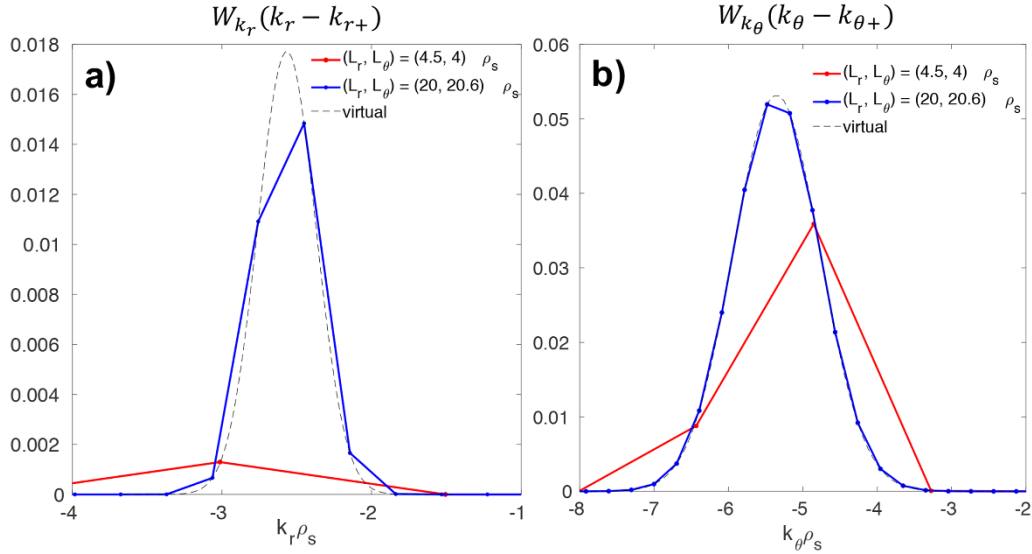 W_{k_r}(k_r − k_{r+})
a)
(L_r, L_θ) = (4.5, 4) ρ_s
(L_r, L_θ) = (20, 20.6) ρ_s
virtual
0.018
0.016
0.014
0.012
0.01
0.008
0.006
0.004
0.002
0
-4
-3
-2
-1
k_rρ_s
W_{k_θ}(k_θ − k_{θ+})
b)
(L_r, L_θ) = (4.5, 4) ρ_s
(L_r, L_θ) = (20, 20.6) ρ_s
virtual
0.06
0.05
0.04
0.03
0.02
0.01
0
-8
-7
-6
-5
-4
-3
-2
k_θρ_s